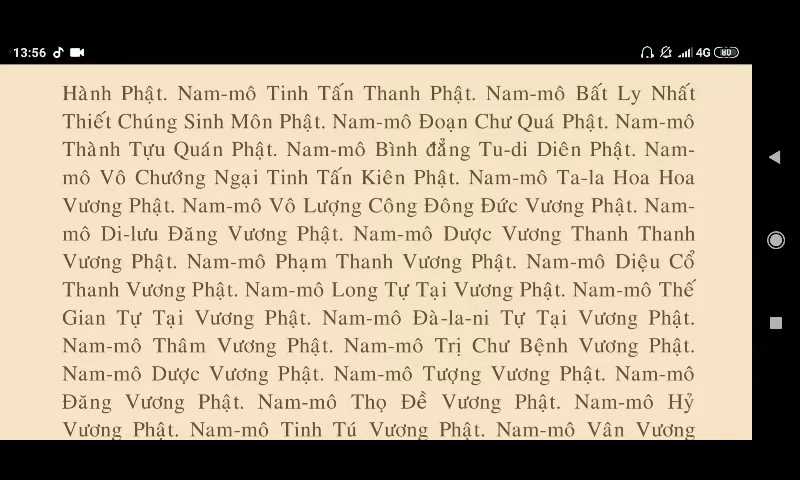 13:56
4G
80
Hành Phật. Nam-mô Tinh Tấn Thanh Phật. Nam-mô Bất Ly Nhất
Thiết Chúng Sinh Môn Phật. Nam-mô Đoạn Chư Quá Phật. Nam-mô
Thành Tựu Quán Phật. Nam-mô Bình đẳng Tu-di Diên Phật. Nam-
mô Vô Chướng Ngại Tinh Tấn Kiên Phật. Nam-mô Ta-la Hoa Hoa
Vương Phật. Nam-mô Vô Lượng Công Đông Đức Vương Phật. Nam-
mô Di-lưu Đăng Vương Phật. Nam-mô Dược Vương Thanh Thanh
Vương Phật. Nam-mô Phạm Thanh Vương Phật. Nam-mô Diệu Cổ
Thanh Vương Phật. Nam-mô Long Tự Tại Vương Phật. Nam-mô Thế
Gian Tự Tại Vương Phật. Nam-mô Đà-la-ni Tự Tại Vương Phật.
Nam-mô Thâm Vương Phật. Nam-mô Trị Chư Bệnh Vương Phật.
Nam-mô Dược Vương Phật. Nam-mô Tượng Vương Phật. Nam-mô
Đăng Vương Phật. Nam-mô Thọ Đề Vương Phật. Nam-mô Hỷ
Vương Phật. Nam-mô Tinh Tú Vương Phật. Nam-mô Vân Vương